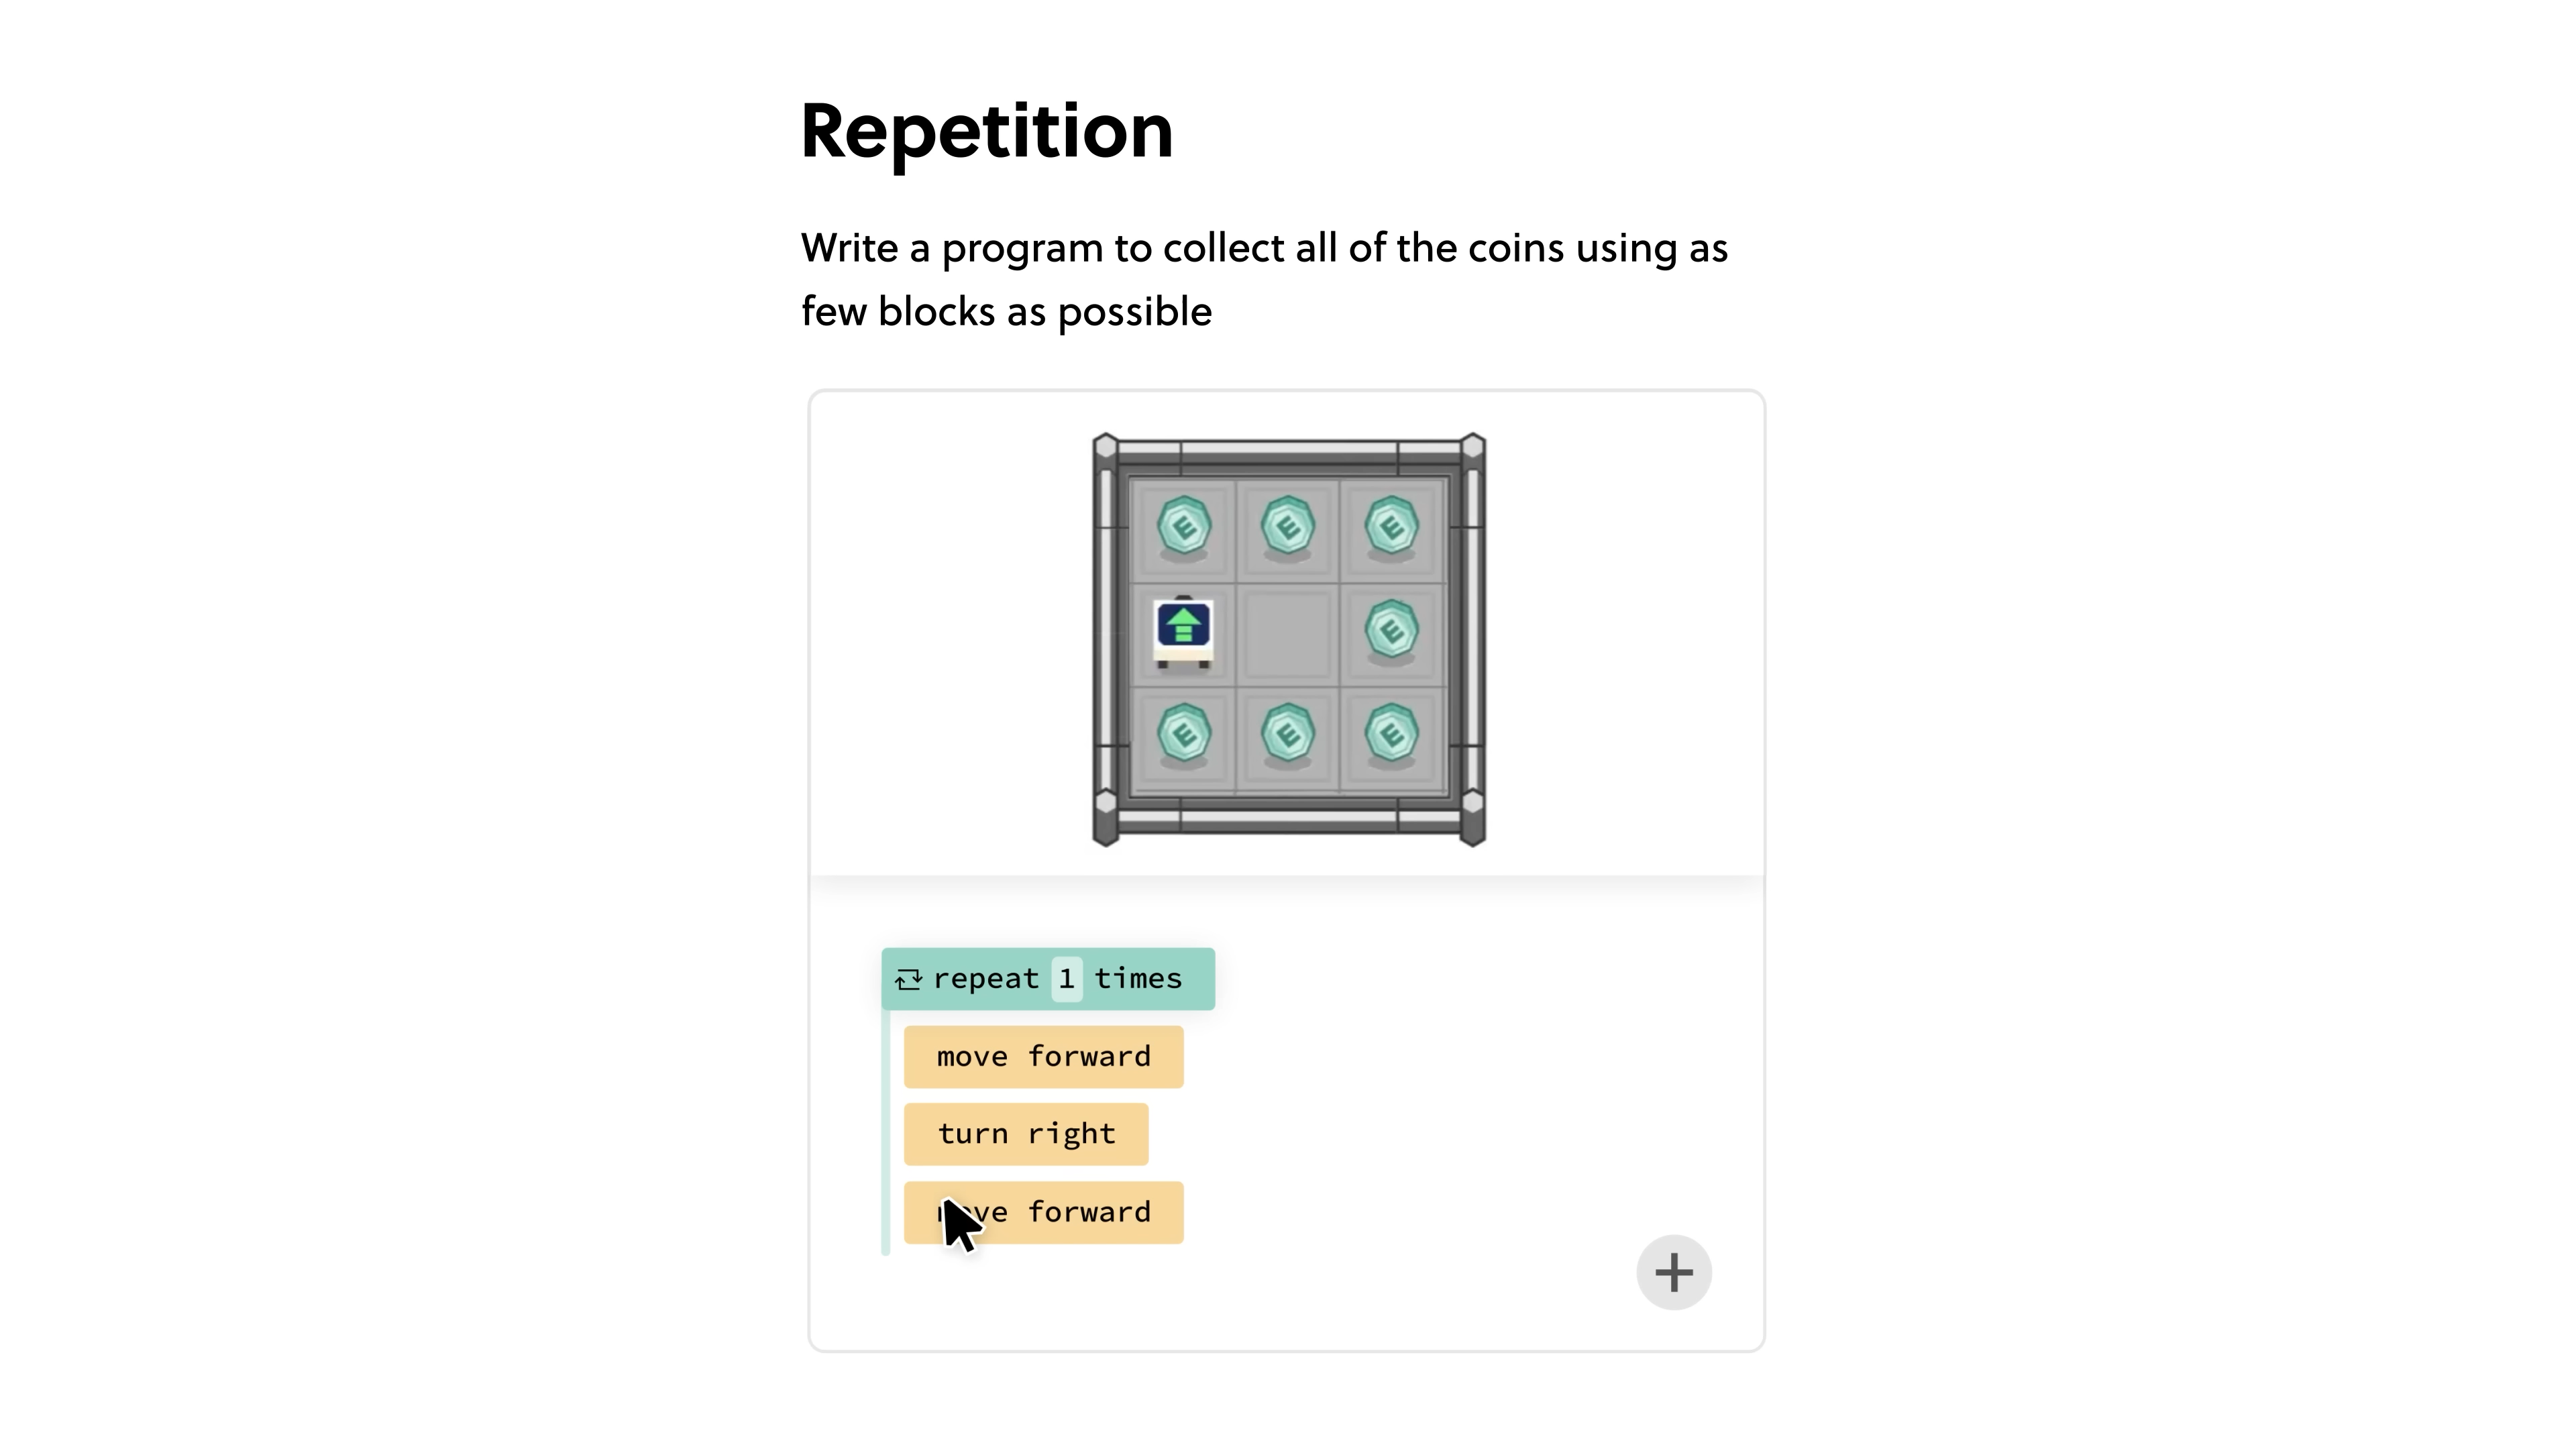 Repetition
Write a program to collect all of the coins using as
few blocks as possible
E E E
E
E E E
repeat 1 times
move forward
turn right
move forward